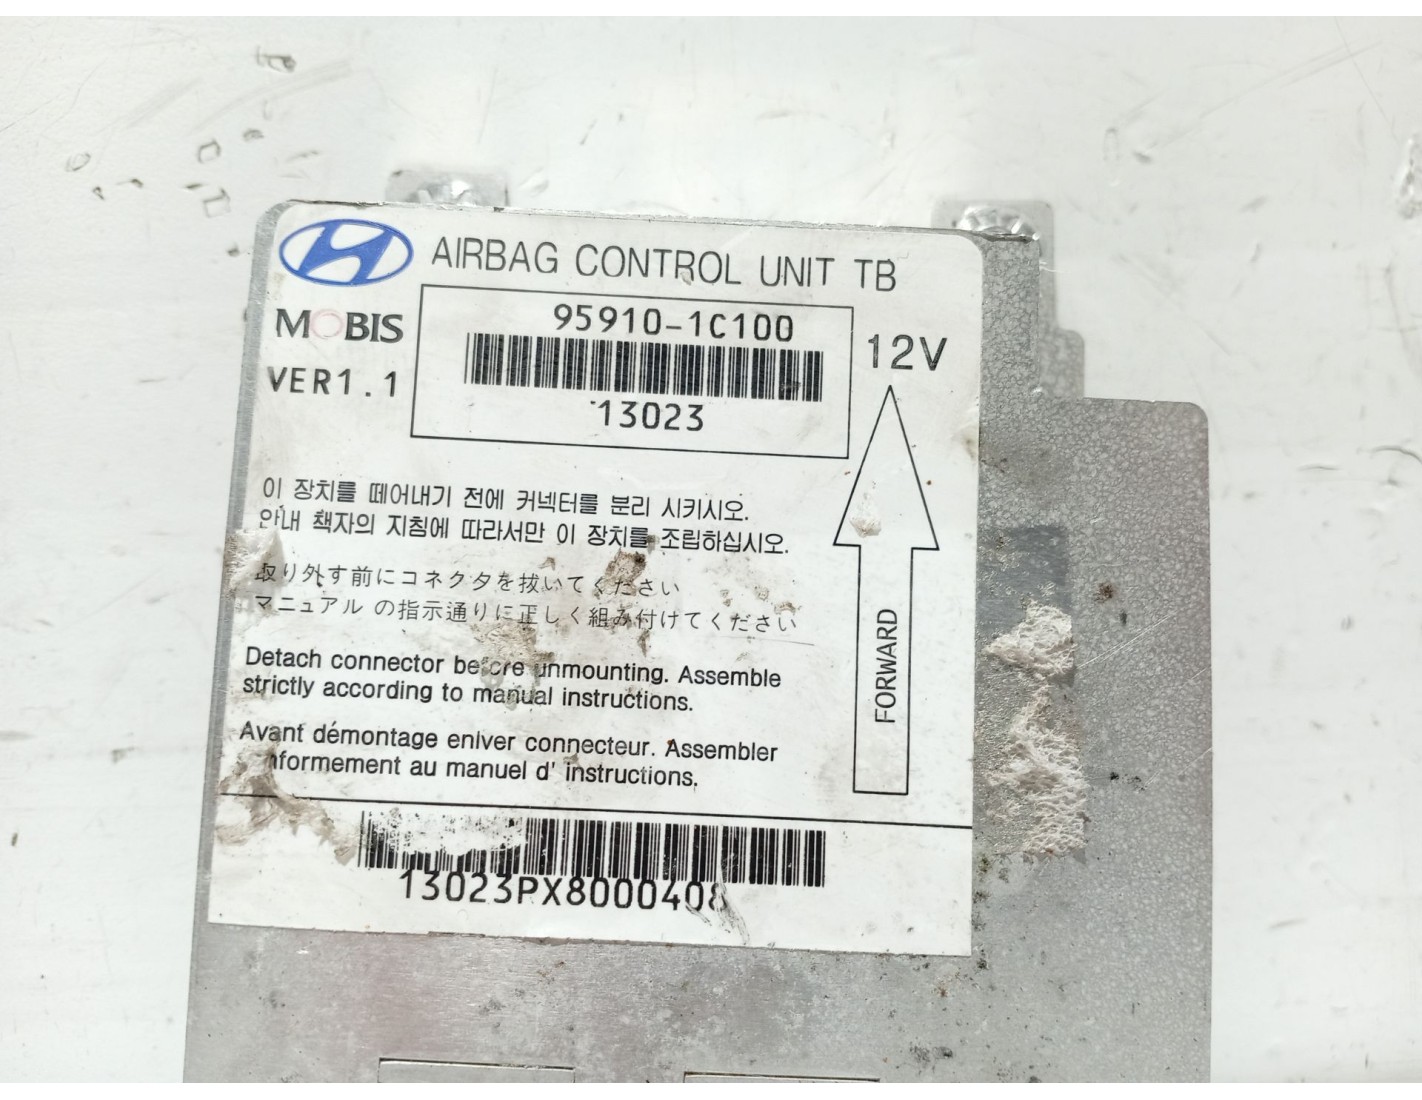 AIRBAG CONTROL UNIT TB
MOBIS
95910-1C100
12V
VER1.1
13023
이 장치를 떼어내기 전에 커넥터를 분리 시키시오.
안내 책자의 지침에 따라서만 이 장치를 조립하십시오.
取り外す前にコネクタを抜いてください
マニュアル の指示通りに正しく組み付けてください
Detach connector before unmounting. Assemble
strictly according to manual instructions.
FORWARD
Avant démontage enlver connecteur. Assembler
nformement au manuel d' instructions.
13023PX8000408